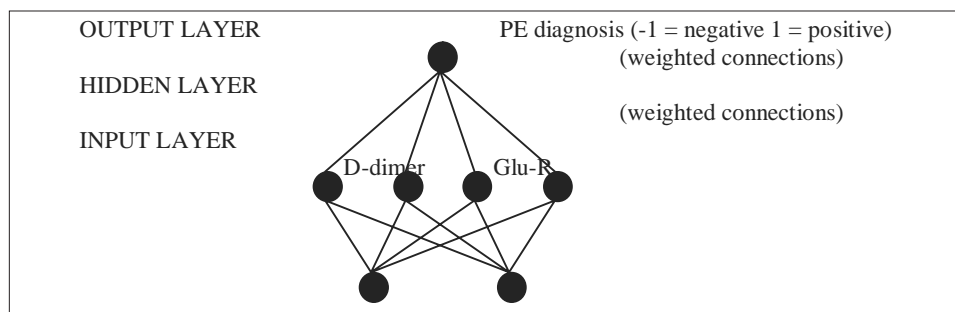 OUTPUT LAYER PE diagnosis (-1 = negative 1 = positive)
(weighted connections)
HIDDEN LAYER
(weighted connections)
INPUT LAYER
D-dimer Glu-R